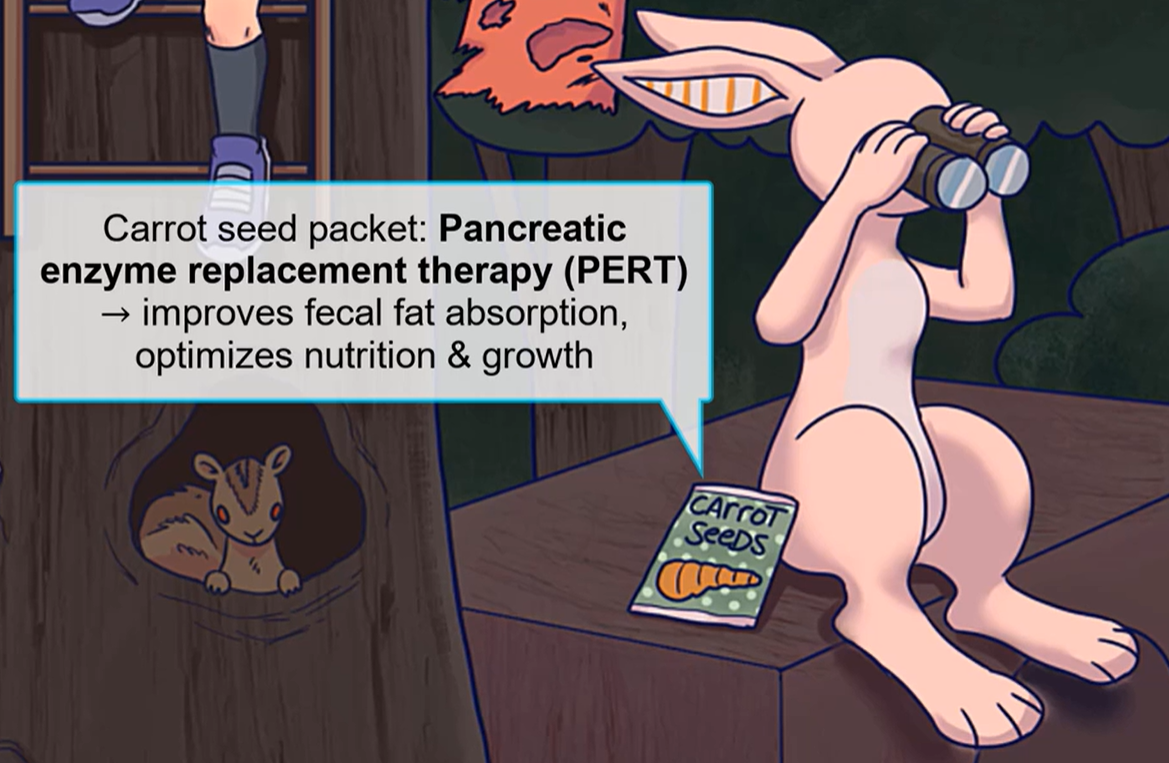 Carrot seed packet: Pancreatic
enzyme replacement therapy (PERT)
→ improves fecal fat absorption,
optimizes nutrition & growth
CArroT
SeeDS